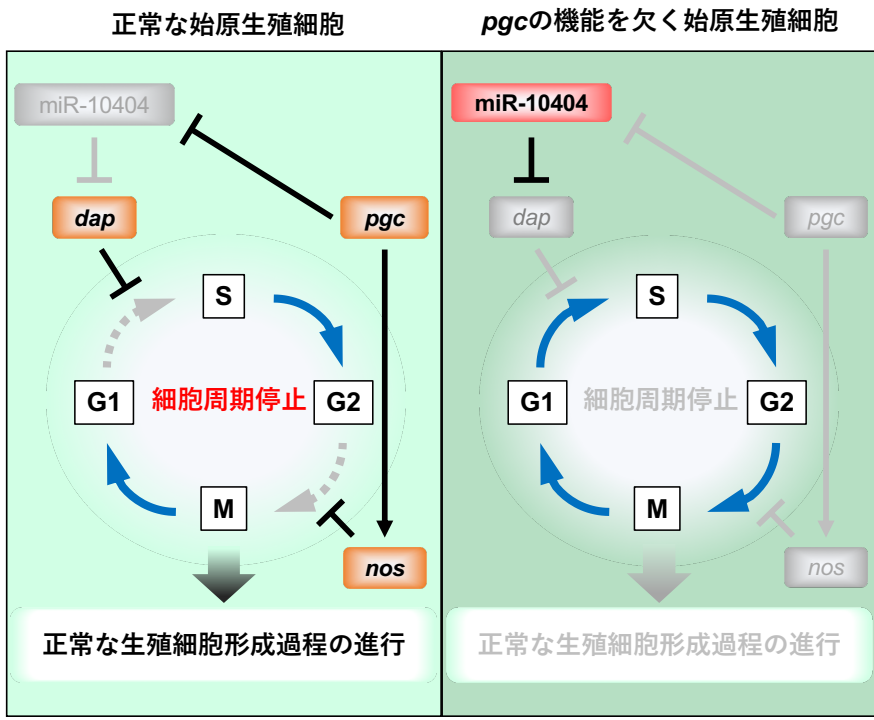 正常な始原生殖細胞
miR-10404
dap
pgc
S
G1
細胞周期停止
G2
M
nos
正常な生殖細胞形成過程の進行
pgcの機能を欠く始原生殖細胞
miR-10404
dap
pgc
S
G1
細胞周期停止
G2
M
nos
正常な生殖細胞形成過程の進行